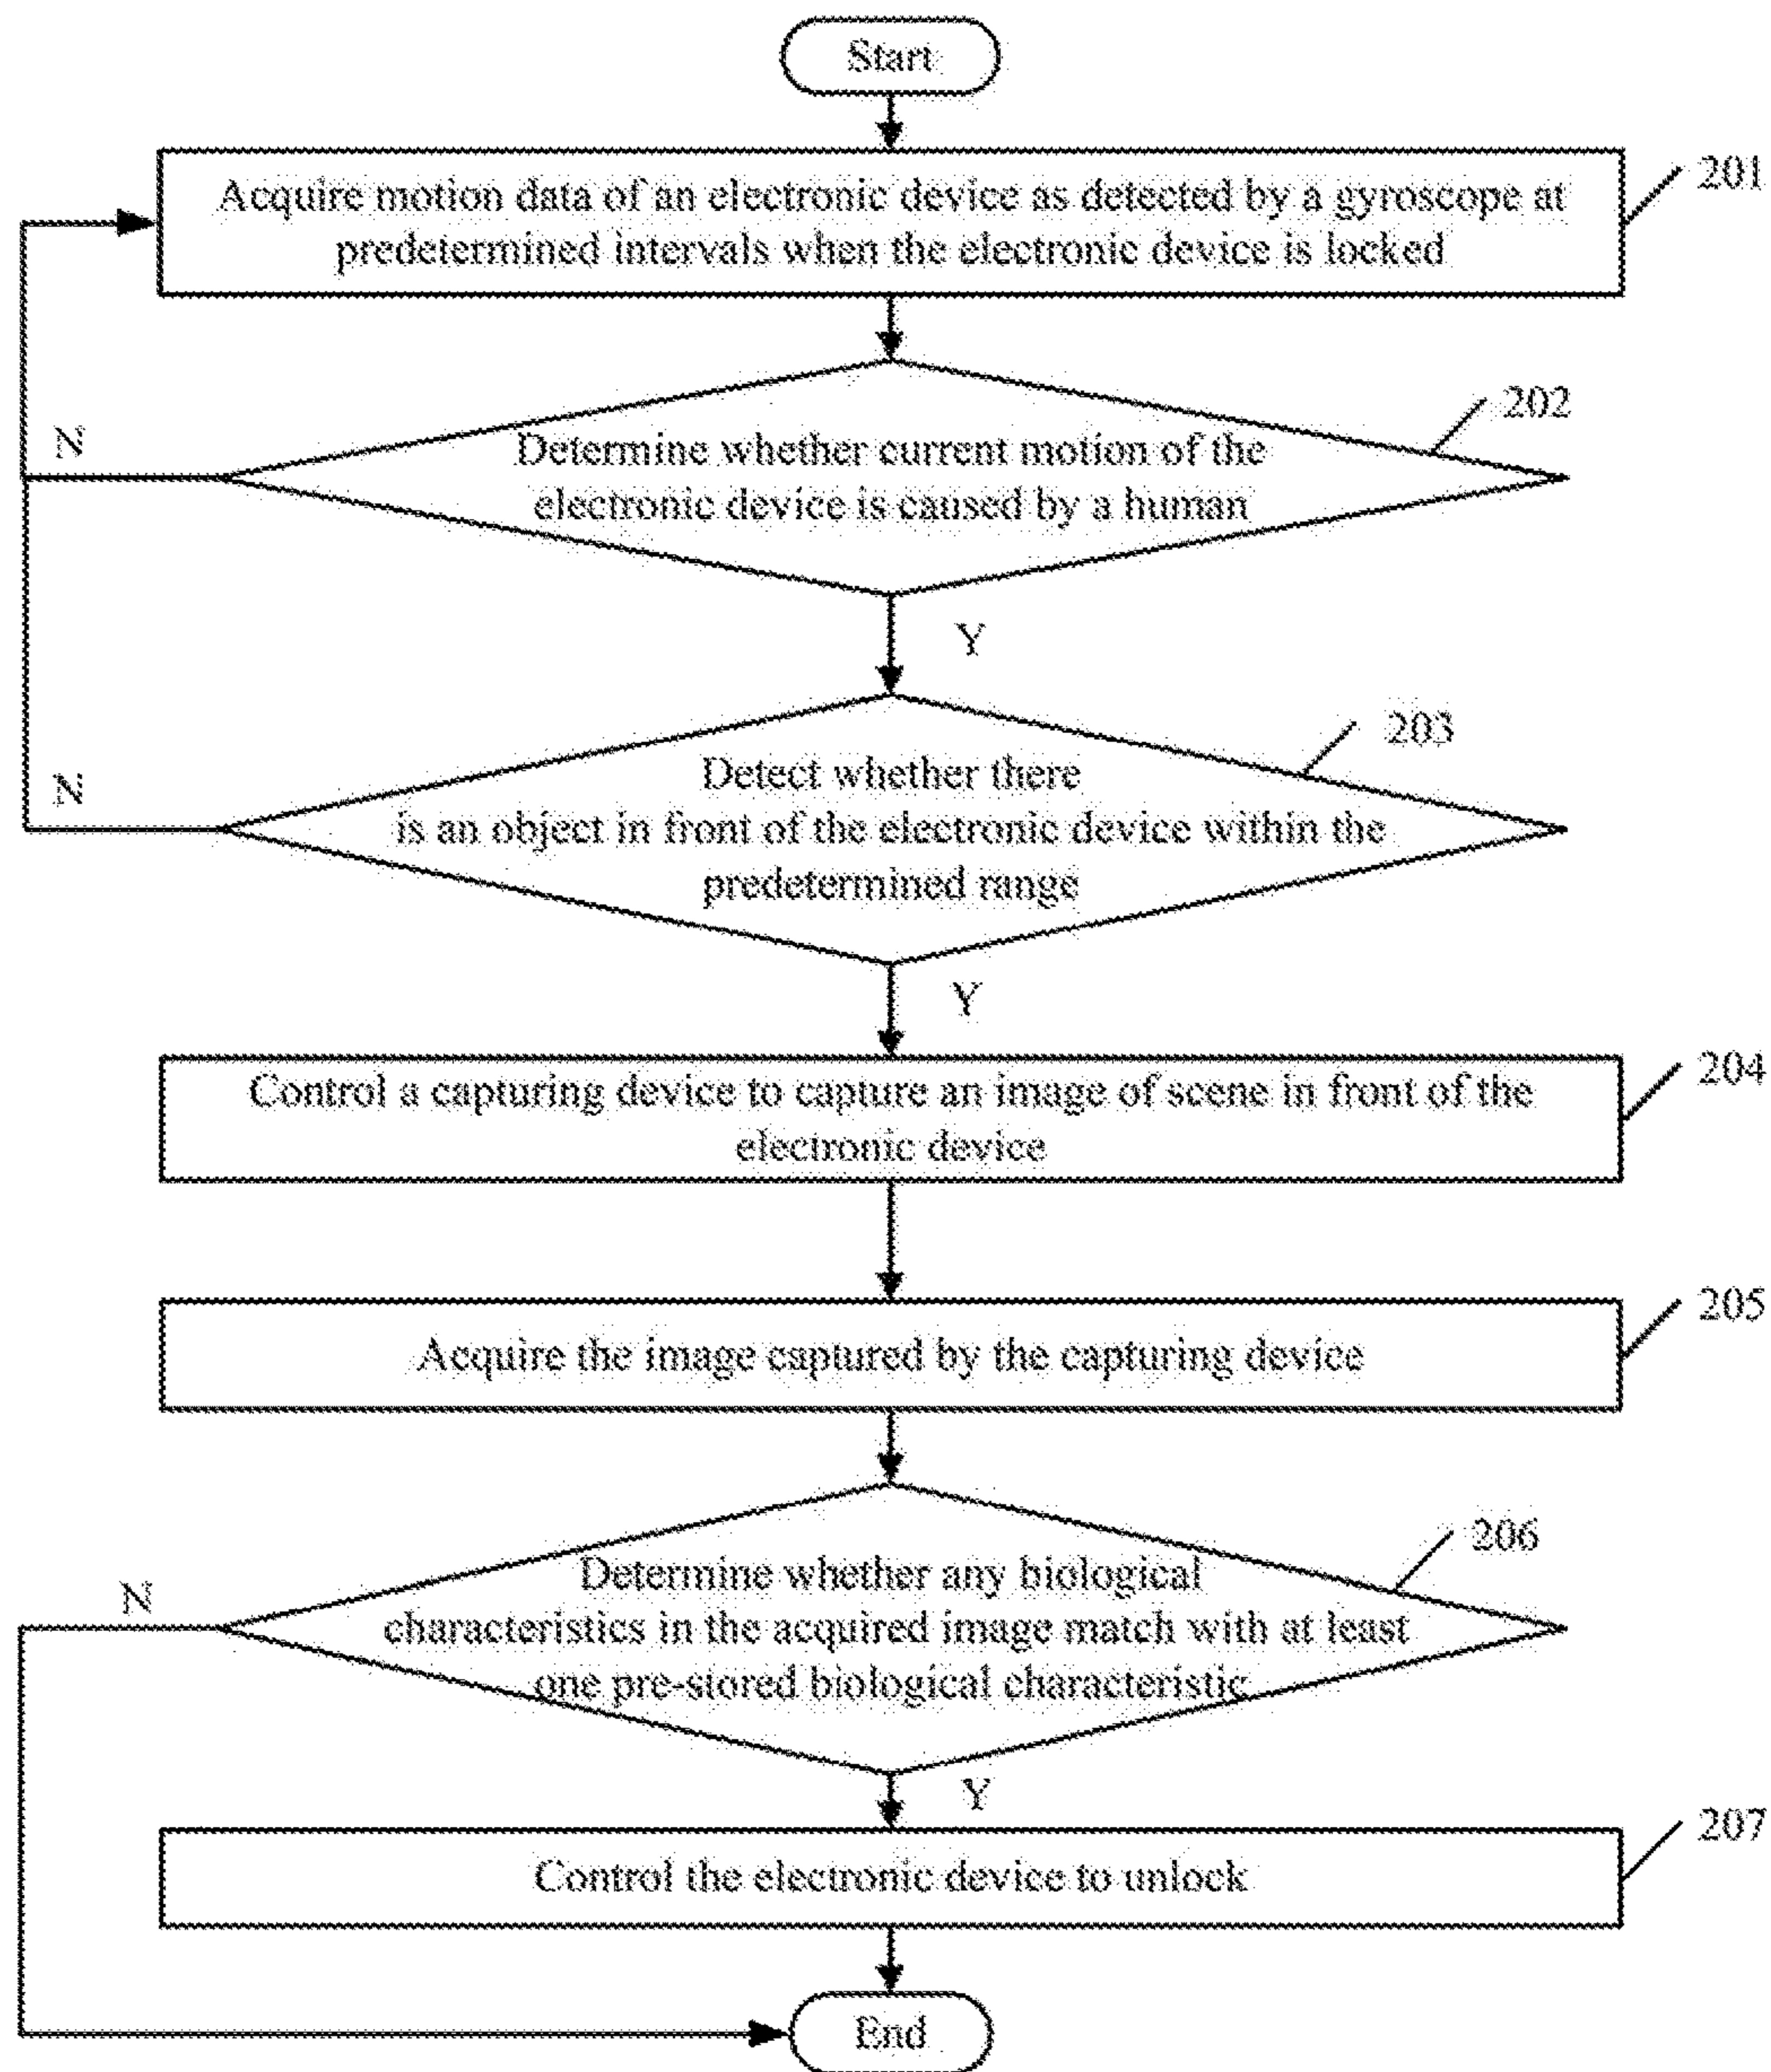 Start
Acquire motion data of an electronic device as detected by a gyroscope at
predetermined intervals when the electronic device is locked
201
202
N
Determine whether current motion of the
electronic device is caused by a human
Y
203
N
Detect whether there
is an object in front of the electronic device within the
predetermined range
Y
204
Control a capturing device to capture an image of scene in front of the
electronic device
205
Acquire the image captured by the capturing device
206
N
Determine whether any biological
characteristics in the acquired image match with at least
one pre-stored biological characteristic
Y
207
Control the electronic device to unlock
End